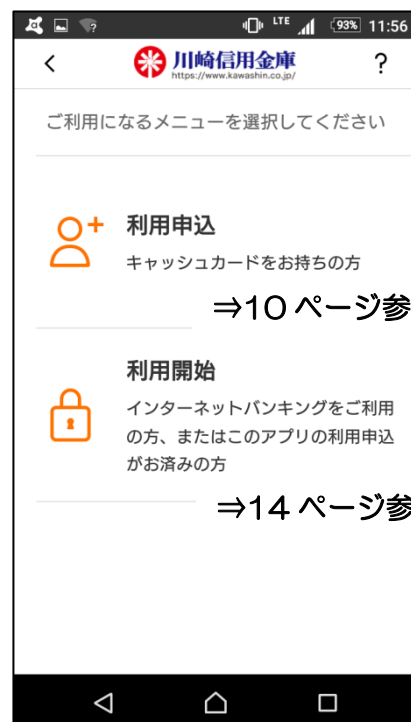 LTE 93% 11:56
川崎信用金庫 ?
https://www.kawashin.co.jp/
ご利用になるメニューを選択してください
利用申込
キャッシュカードをお持ちの方
⇒10 ページ参
利用開始
インターネットバンキングをご利用
の方、またはこのアプリの利用申込
がお済みの方
⇒14 ページ参